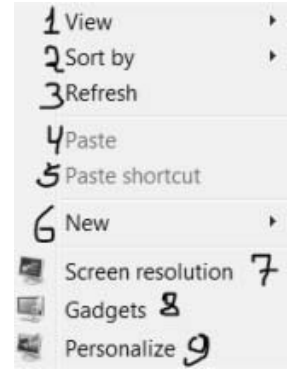 1 View
2 Sort by
3 Refresh
4 Paste
5 Paste shortcut
6 New
Screen resolution 7
Gadgets 8
Personalize 9